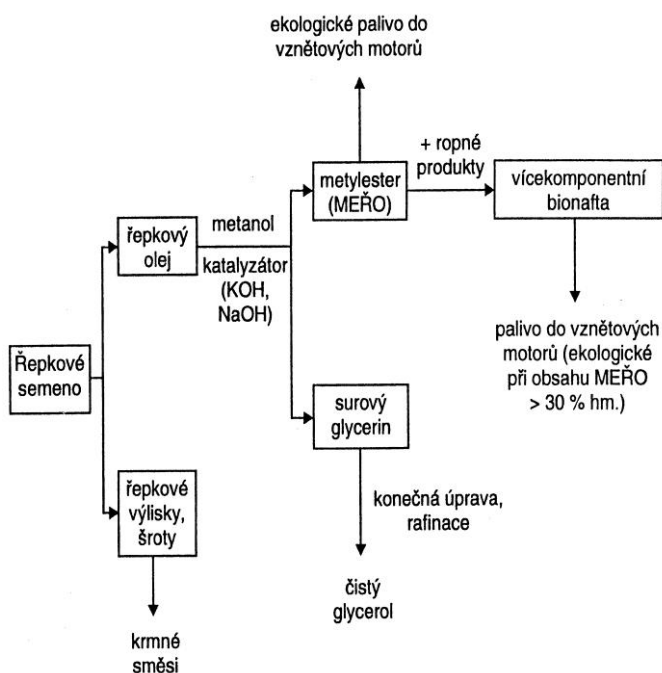 ekologické palivo do
vznětových motorů
+ ropné
produkty
metylester
(MEŘO)
vícekomponentní
bionafta
řepkový
olej
metanol
katalyzátor
(KOH,
NaOH)
palivo do vznětových
motorů (ekologické
při obsahu MEŘO
> 30 % hm.)
Řepkové
semeno
surový
glycerin
řepkové
výlisky,
šroty
konečná úprava,
rafinace
čistý
glycerol
krmné
směsi